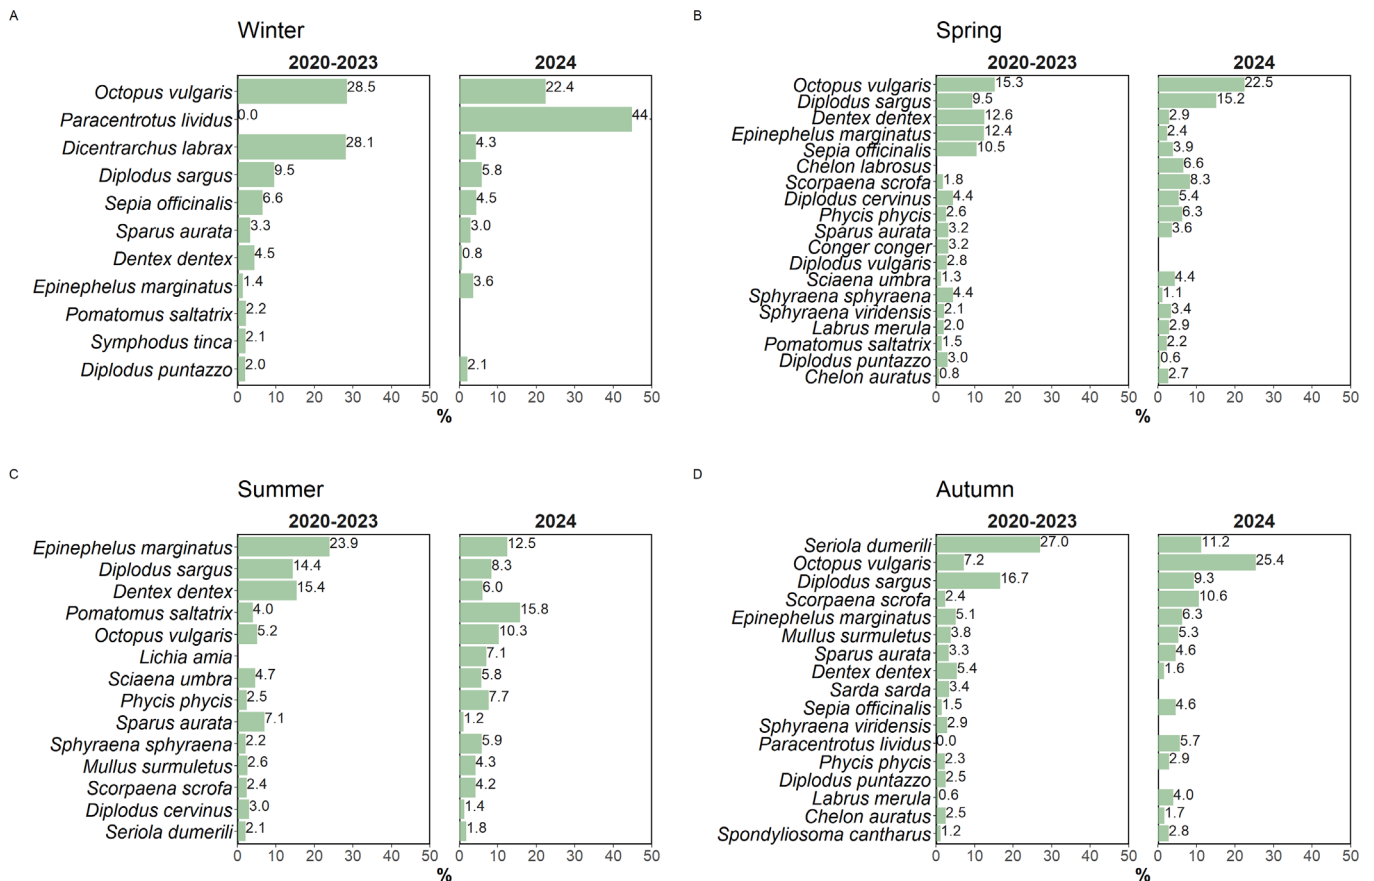 A
Winter
2020-2023 2024
Octopus vulgaris 28.5 22.4
Paracentrotus lividus 0.0 44.
Dicentrarchus labrax 28.1 4.3
Diplodus sargus 9.5 5.8
Sepia officinalis 6.6 4.5
Sparus aurata 3.3 3.0
Dentex dentex 4.5 0.8
Epinephelus marginatus 1.4 3.6
Pomatomus saltatrix 2.2
Symphodus tinca 2.1
Diplodus puntazzo 2.0 2.1
0 10 20 30 40 50 0 10 20 30 40 50
%
B
Spring
2020-2023 2024
Octopus vulgaris 15.3 22.5
Diplodus sargus 9.5 15.2
Dentex dentex 12.6 2.9
Epinephelus marginatus 12.4 2.4
Sepia officinalis 10.5 3.9
Chelon labrosus 6.6
Scorpaena scrofa 1.8 8.3
Diplodus cervinus 4.4 5.4
Phycis phycis 2.6 6.3
Sparus aurata 3.2 3.6
Conger conger 3.2
Diplodus vulgaris 2.8
Sciaena umbra 1.3 4.4
Sphyraena sphyraena 4.4 1.1
Sphyraena viridensis 2.1 3.4
Labrus merula 2.0 2.9
Pomatomus saltatrix 1.5 2.2
Diplodus puntazzo 3.0 0.6
Chelon auratus 0.8 2.7
0 10 20 30 40 50 0 10 20 30 40 50
%
C
Summer
2020-2023 2024
Epinephelus marginatus 23.9 12.5
Diplodus sargus 14.4 8.3
Dentex dentex 15.4 6.0
Pomatomus saltatrix 4.0 15.8
Octopus vulgaris 5.2 10.3
Lichia amia 7.1
Sciaena umbra 4.7 5.8
Phycis phycis 2.5 7.7
Sparus aurata 7.1 1.2
Sphyraena sphyraena 2.2 5.9
Mullus surmuletus 2.6 4.3
Scorpaena scrofa 2.4 4.2
Diplodus cervinus 3.0 1.4
Seriola dumerili 2.1 1.8
0 10 20 30 40 50 0 10 20 30 40 50
%
D
Autumn
2020-2023 2024
Seriola dumerili 27.0 11.2
Octopus vulgaris 7.2 25.4
Diplodus sargus 16.7 9.3
Scorpaena scrofa 2.4 10.6
Epinephelus marginatus 5.1 6.3
Mullus surmuletus 3.8 5.3
Sparus aurata 3.3 4.6
Dentex dentex 5.4 1.6
Sarda sarda 3.4
Sepia officinalis 1.5 4.6
Sphyraena viridensis 2.9
Paracentrotus lividus 0.0 5.7
Phycis phycis 2.3 2.9
Diplodus puntazzo 2.5
Labrus merula 0.6 4.0
Chelon auratus 2.5 1.7
Spondyliosoma cantharus 1.2 2.8
0 10 20 30 40 50 0 10 20 30 40 50
%